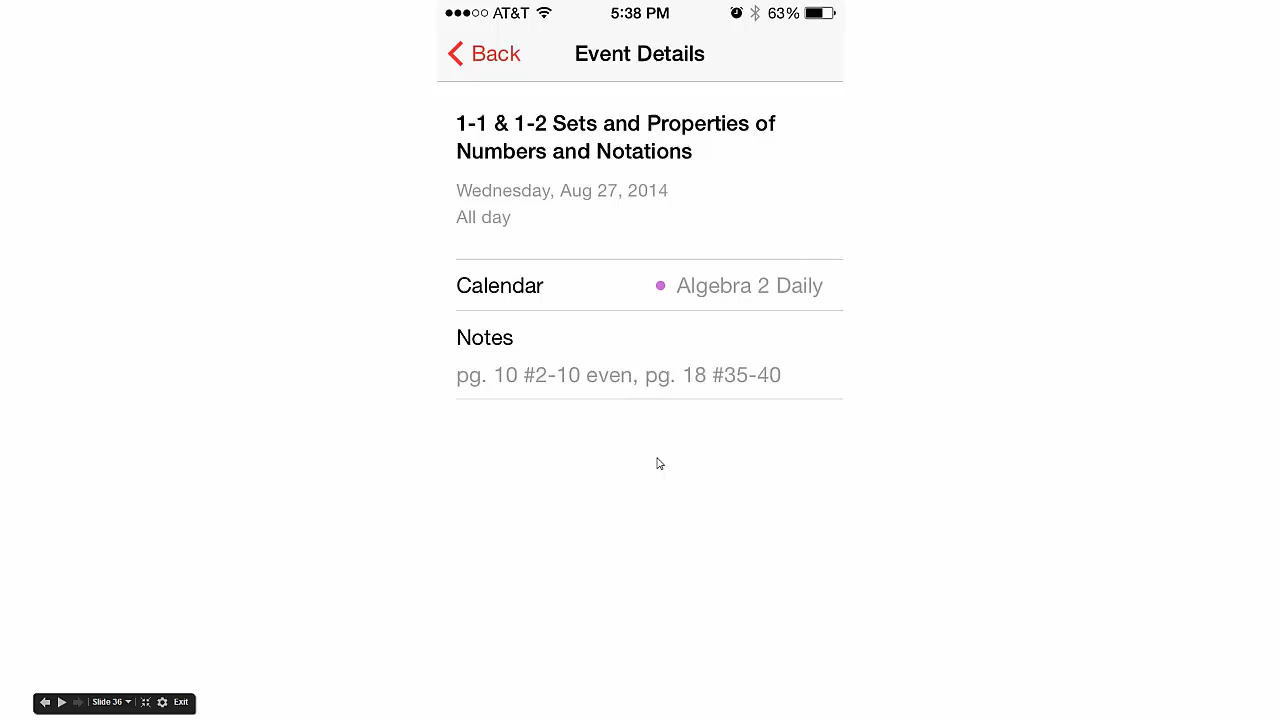 AT&T 5:38 PM 63%
Back Event Details
1-1 & 1-2 Sets and Properties of
Numbers and Notations
Wednesday, Aug 27, 2014
All day
Calendar Algebra 2 Daily
Notes
pg. 10 #2-10 even, pg. 18 #35-40
Slide 36 Exit